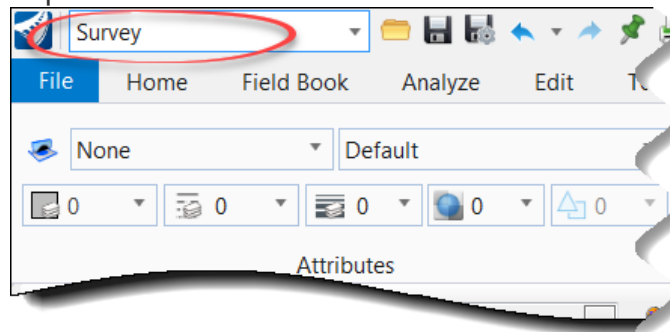 Survey
File Home Field Book Analyze Edit
None Default
0 0 0 0 0
Attributes